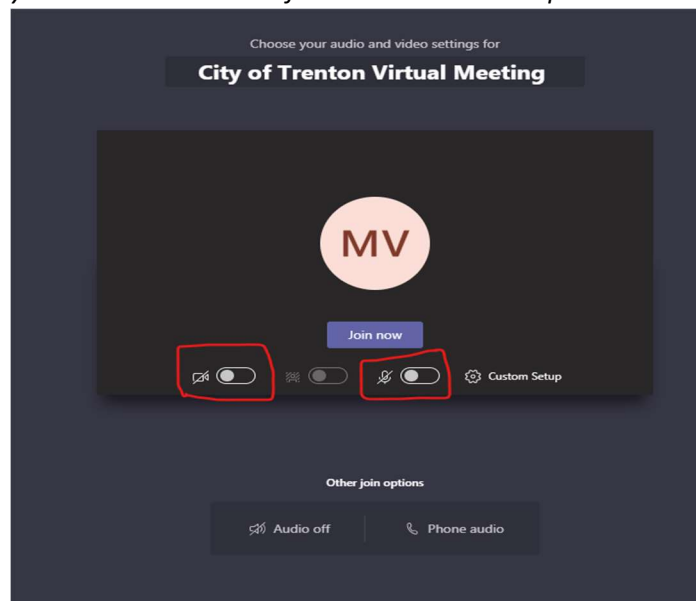 Choose your audio and video settings for
City of Trenton Virtual Meeting
MV
Join now
Custom Setup
Other join options
Audio off
Phone audio